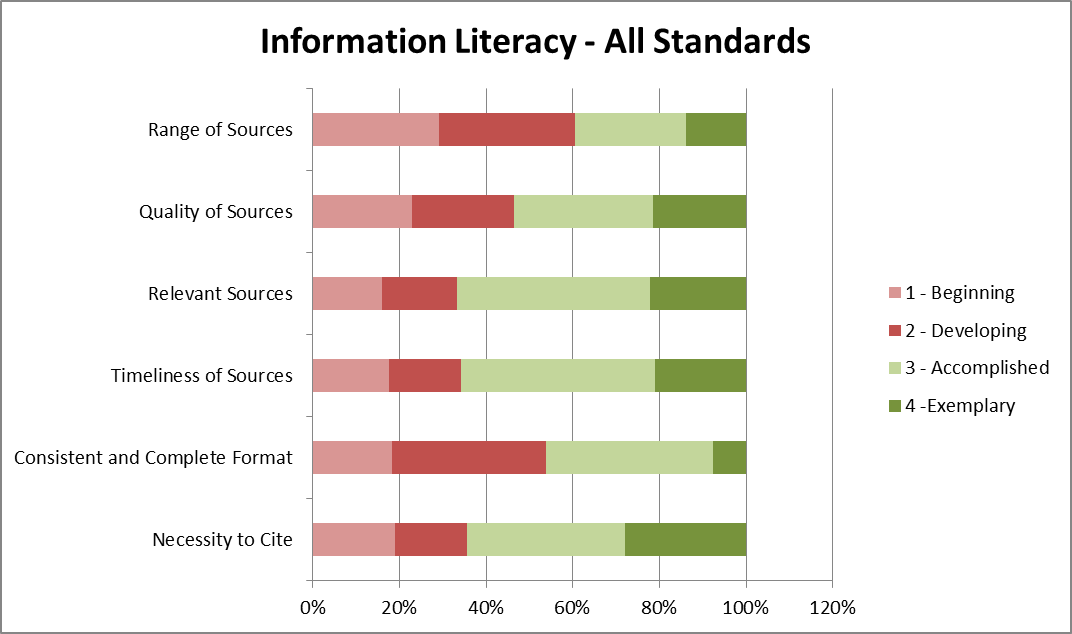 Information Literacy - All Standards
Range of Sources
Quality of Sources
Relevant Sources
Timeliness of Sources
Consistent and Complete Format
Necessity to Cite
0% 20% 40% 60% 80% 100% 120%
1 - Beginning
2 - Developing
3 - Accomplished
4 -Exemplary